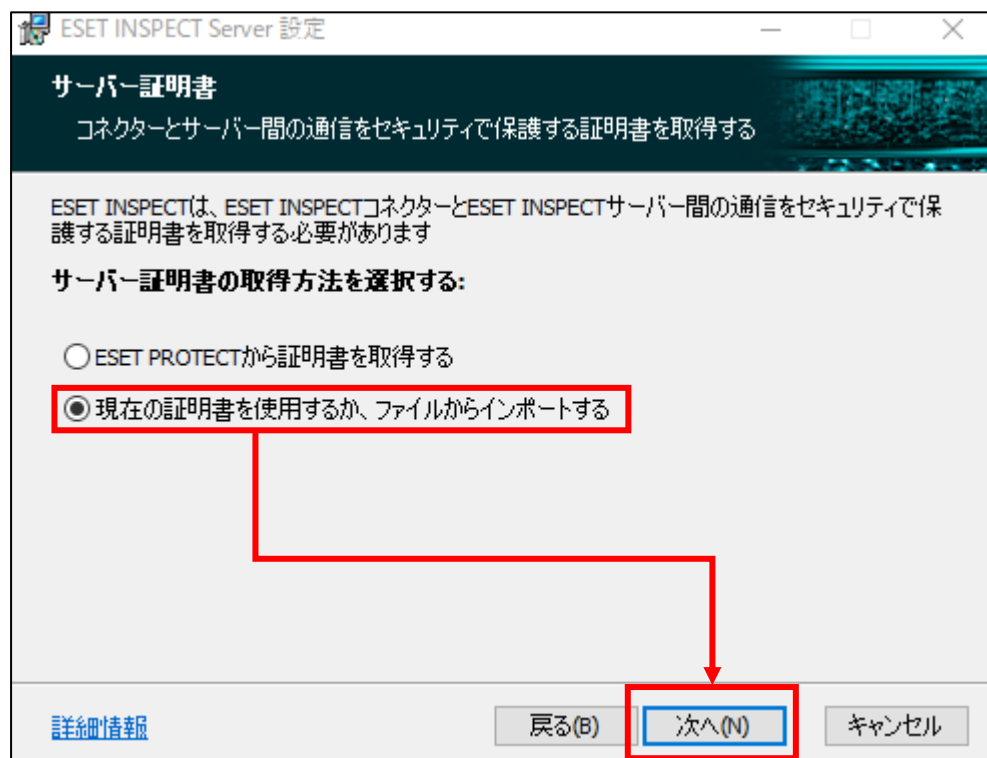 ESET INSPECT Server 設定
サーバー証明書
コネクターとサーバー間の通信をセキュリティで保護する証明書を取得する
ESET INSPECTは、ESET INSPECTコネクターとESET INSPECTサーバー間の通信をセキュリティで保
護する証明書を取得する必要があります
サーバー証明書の取得方法を選択する:
ESET PROTECTから証明書を取得する
現在の証明書を使用するか、ファイルからインポートする
詳細情報
戻る(B)
次へ(N)
キャンセル